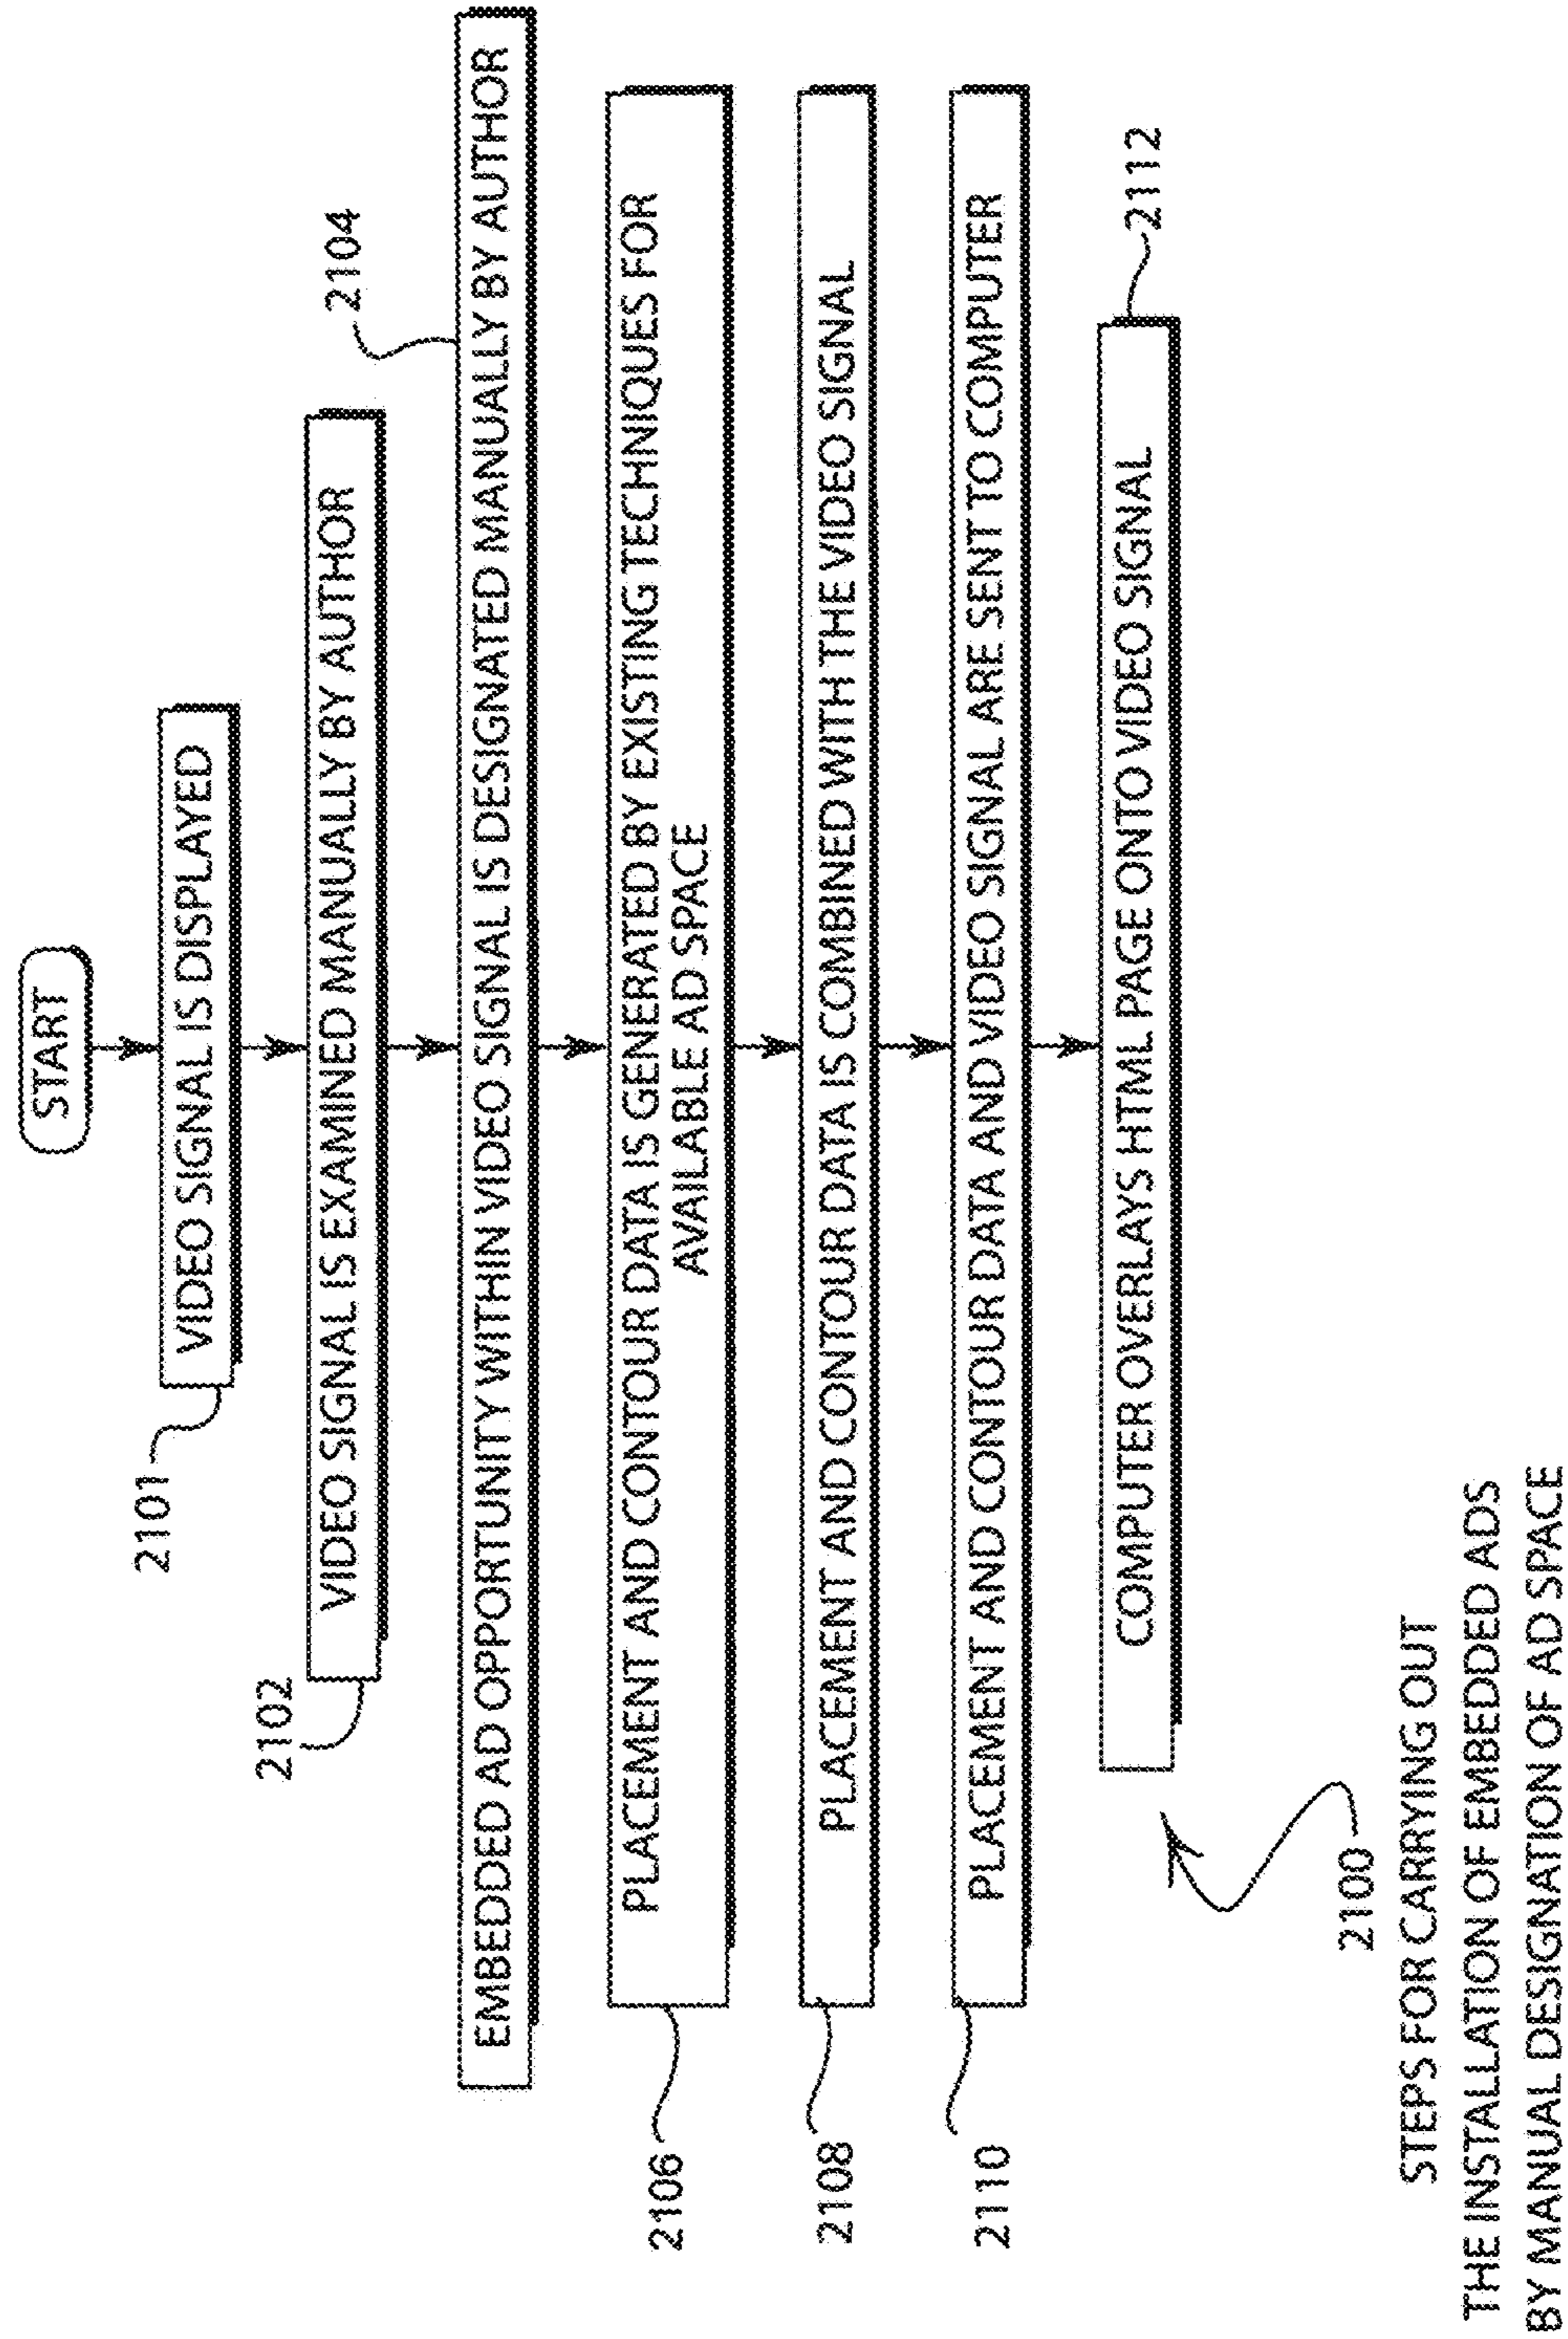 START
2101
VIDEO SIGNAL IS DISPLAYED
2102
VIDEO SIGNAL IS EXAMINED MANUALLY BY AUTHOR
2104
EMBEDDED AD OPPORTUNITY WITHIN VIDEO SIGNAL IS DESIGNATED MANUALLY BY AUTHOR
2106
PLACEMENT AND CONTOUR DATA IS GENERATED BY EXISTING TECHNIQUES FOR
AVAILABLE AD SPACE
2108
PLACEMENT AND CONTOUR DATA IS COMBINED WITH THE VIDEO SIGNAL
2110
PLACEMENT AND CONTOUR DATA AND VIDEO SIGNAL ARE SENT TO COMPUTER
2112
COMPUTER OVERLAYS HTML PAGE ONTO VIDEO SIGNAL
2100
STEPS FOR CARRYING OUT
THE INSTALLATION OF EMBEDDED ADS
BY MANUAL DESIGNATION OF AD SPACE